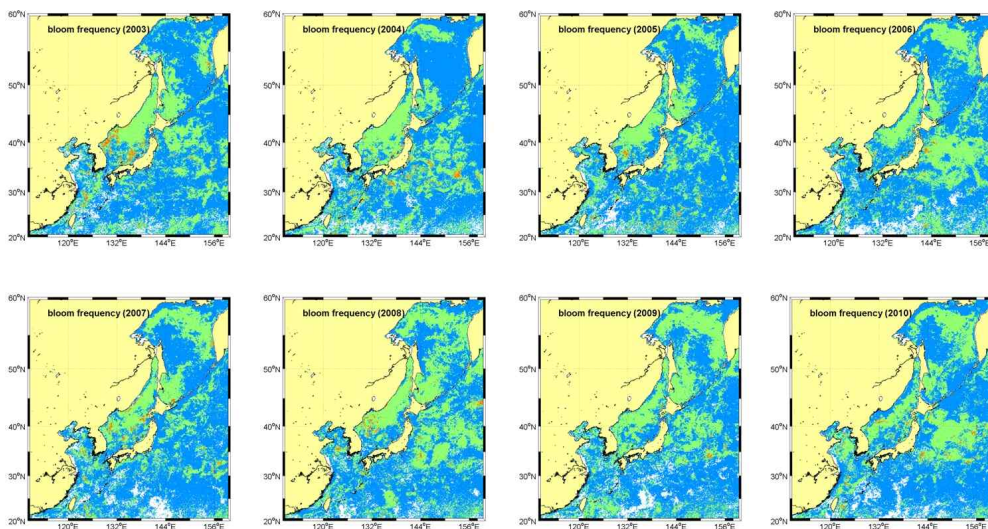 bloom frequency (2003)
bloom frequency (2004)
bloom frequency (2005)
bloom frequency (2006)
60°N 60°N 60°N 60°N
50°N 50°N 50°N 50°N
40°N 40°N 40°N 40°N
30°N 30°N 30°N 30°N
20°N 20°N 20°N 20°N
120°E 132°E 144°E 156°E 120°E 132°E 144°E 156°E 120°E 132°E 144°E 156°E 120°E 132°E 144°E 156°E
60°N 60°N 60°N 60°N
bloom frequency (2007)
bloom frequency (2008)
bloom frequency (2009)
bloom frequency (2010)
50°N 50°N 50°N 50°N
40°N 40°N 40°N 40°N
30°N 30°N 30°N 30°N
20°N 20°N 20°N 20°N
120°E 132°E 144°E 156°E 120°E 132°E 144°E 156°E 120°E 132°E 144°E 156°E 120°E 132°E 144°E 156°E